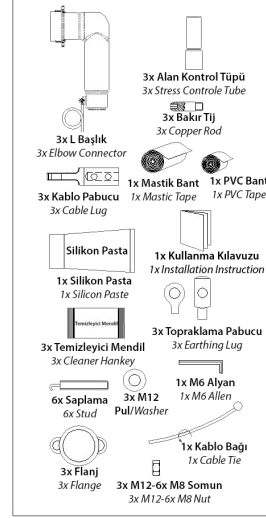 3x Alan Kontrol Tüpü
3x Stress Controle Tube
3x Bakır Tij
3x Copper Rod
3x L Başlık
3x Elbow Connector
3x Kablo Pabucu
3x Cable Lug
1x Mastik Bant
1x Mastic Tape
1x PVC Bant
1x PVC Tape
Silikon Pasta
1x Silikon Pasta
1x Silicon Paste
1x Kullanma Kılavuzu
1x Installation Instruction
Temizleyici Mendil
3x Temizleyici Mendil
3x Cleaner Hankey
3x Topraklama Pabucu
3x Earthing Lug
6x Saplama
6x Stud
3x M12
Pul/Washer
1x M6 Alyan
1x M6 Allen
1x Kablo Bağı
1x Cable Tie
3x Flanj
3x Flange
3x M12-6x M8 Somun
3x M12-6x M8 Nut